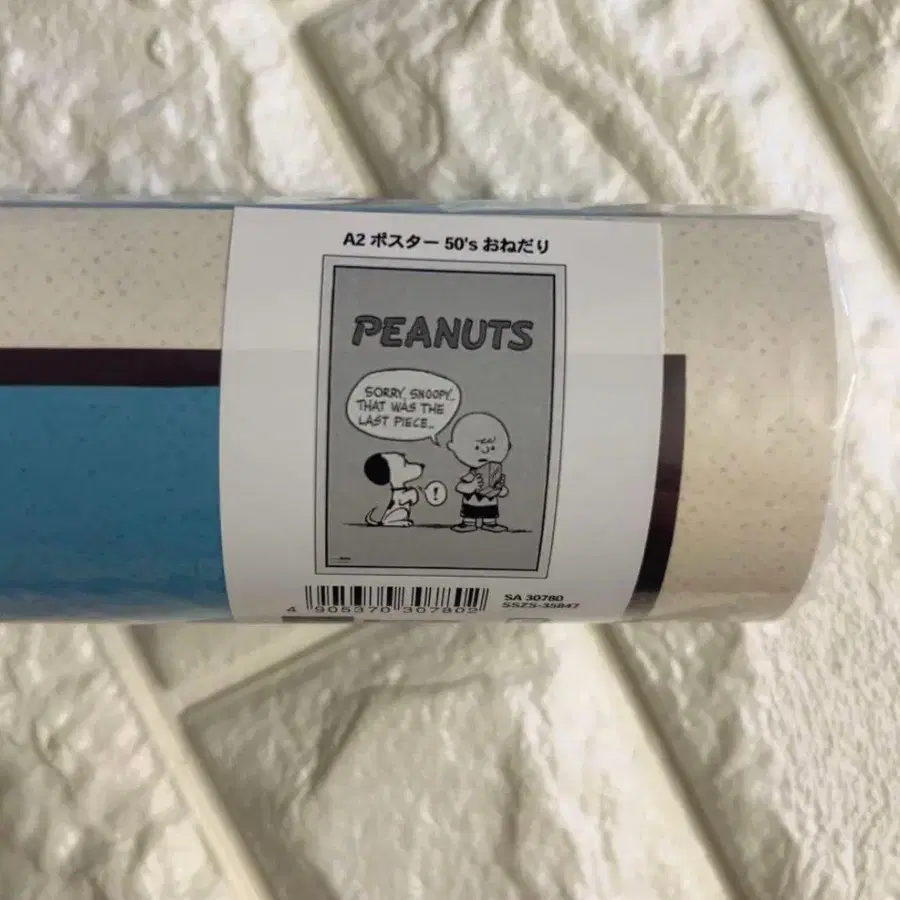 A2 ポスター 50's おねだり
PEANUTS
SORRY, SNOOPY..
THAT WAS THE
LAST PIECE..
!
4 905370 307802
SA 30780
SSZS-35847